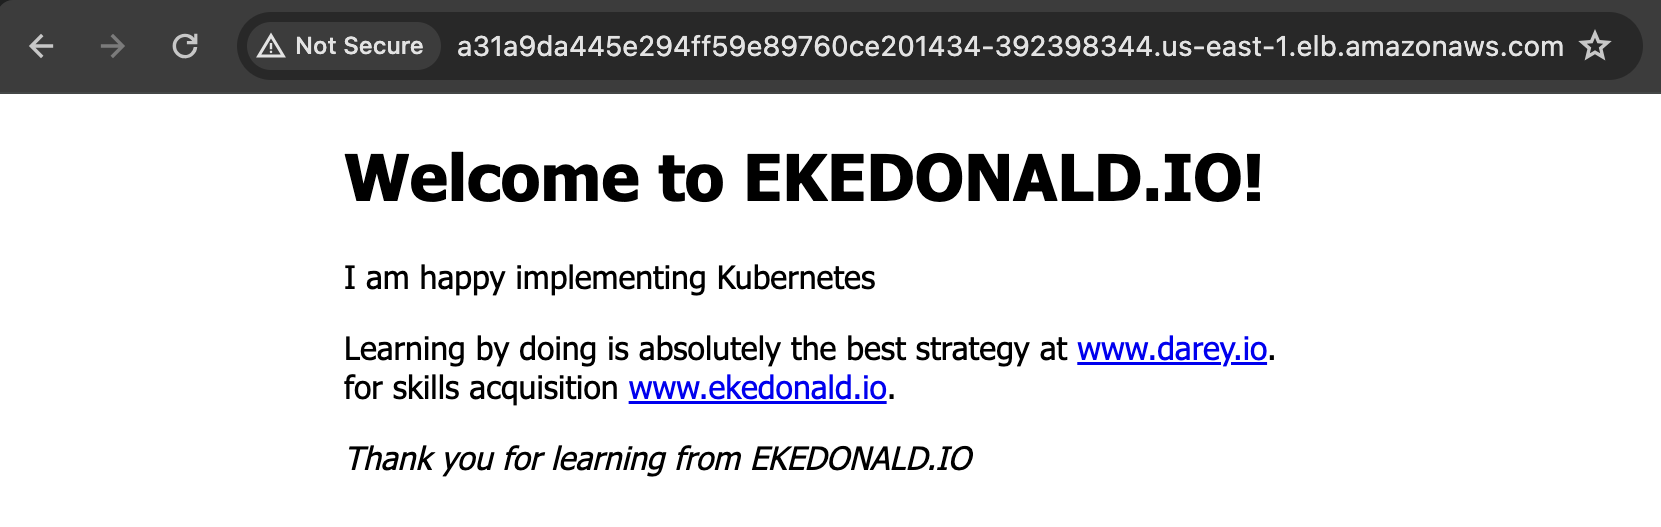 Not Secure a31a9da445e294ff59e89760ce201434-392398344.us-east-1.elb.amazonaws.com
Welcome to EKEDONALD.IO!
I am happy implementing Kubernetes
Learning by doing is absolutely the best strategy at www.darey.io.
for skills acquisition www.ekedonald.io.
Thank you for learning from EKEDONALD.IO